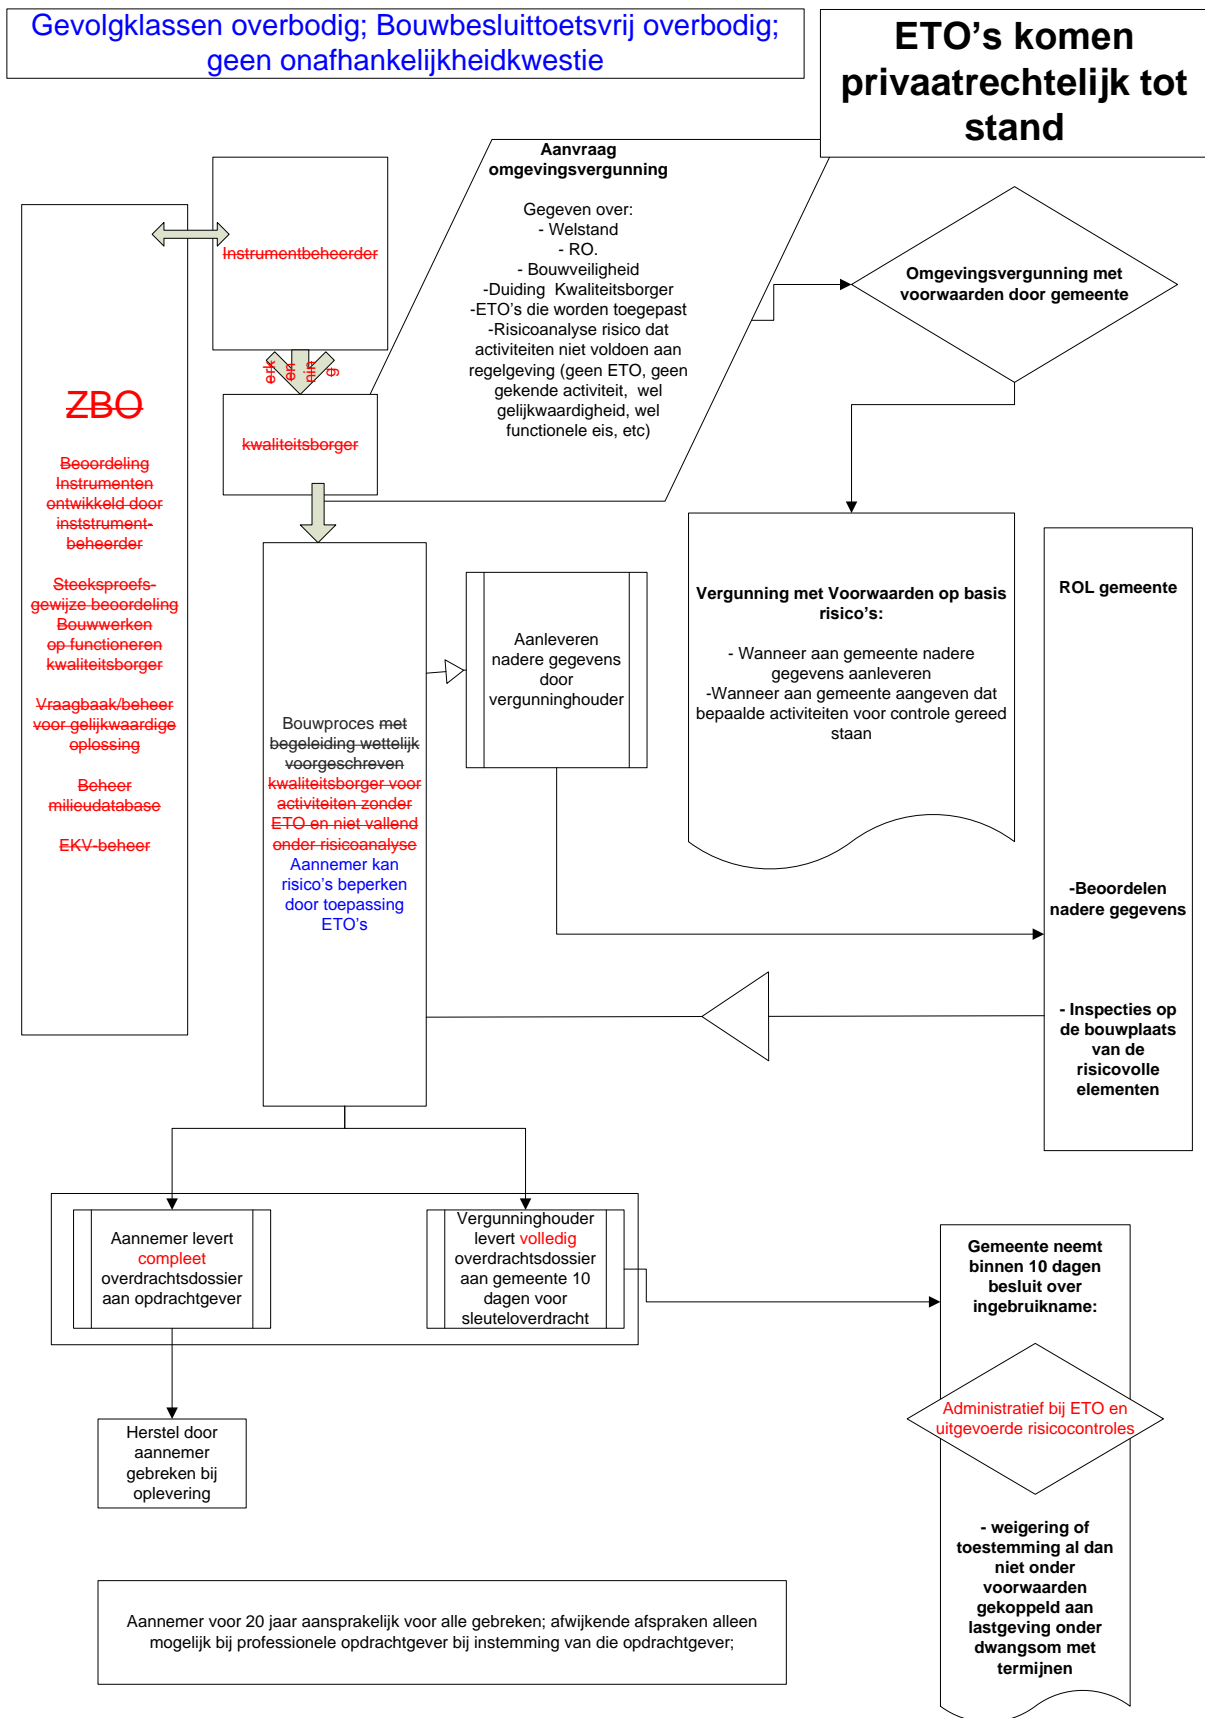 Gevolgklassen overbodig; Bouwbesluittoetsvrij overbodig;
geen onafhankelijkheidkwestie
ETO's komen
privaatrechtelijk tot
stand
Aanvraag
omgevingsvergunning
Gegeven over:
- Welstand
- RO.
- Bouwveiligheid
-Duiding  Kwaliteitsborger
-ETO's die worden toegepast
-Risicoanalyse risico dat
activiteiten niet voldoen aan
regelgeving (geen ETO, geen
gekende activiteit,  wel
gelijkwaardigheid, wel
functionele eis, etc)
Omgevingsvergunning met
voorwaarden door gemeente
Instrumentbeheerder
erk
en
nin
g
kwaliteitsborger
ZBO
Beoordeling
Instrumenten
ontwikkeld door
inststrument-
beheerder
Steeksproefs-
gewijze beoordeling
Bouwwerken
op functioneren
kwaliteitsborger
Vraagbaak/beheer
voor gelijkwaardige
oplossing
Beheer
milieudatabase
EKV-beheer
Bouwproces met
begeleiding wettelijk
voorgeschreven
kwaliteitsborger voor
activiteiten zonder
ETO en niet vallend
onder risicoanalyse
Aannemer kan
risico's beperken
door toepassing
ETO's
Aanleveren
nadere gegevens
door
vergunninghouder
Vergunning met Voorwaarden op basis
risico's:
- Wanneer aan gemeente nadere
gegevens aanleveren
-Wanneer aan gemeente aangeven dat
bepaalde activiteiten voor controle gereed
staan
ROL gemeente
-Beoordelen
nadere gegevens
- Inspecties op
de bouwplaats
van de
risicovolle
elementen
Aannemer levert
compleet
overdrachtsdossier
aan opdrachtgever
Vergunninghouder
levert volledig
overdrachtsdossier
aan gemeente 10
dagen voor
sleuteloverdracht
Gemeente neemt
binnen 10 dagen
besluit over
ingebruikname:
Administratief bij ETO en
uitgevoerde risicocontroles
- weigering of
toestemming al dan
niet onder
voorwaarden
gekoppeld aan
lastgeving onder
dwangsom met
termijnen
Herstel door
aannemer
gebreken bij
oplevering
Aannemer voor 20 jaar aansprakelijk voor alle gebreken; afwijkende afspraken alleen
mogelijk bij professionele opdrachtgever bij instemming van die opdrachtgever;